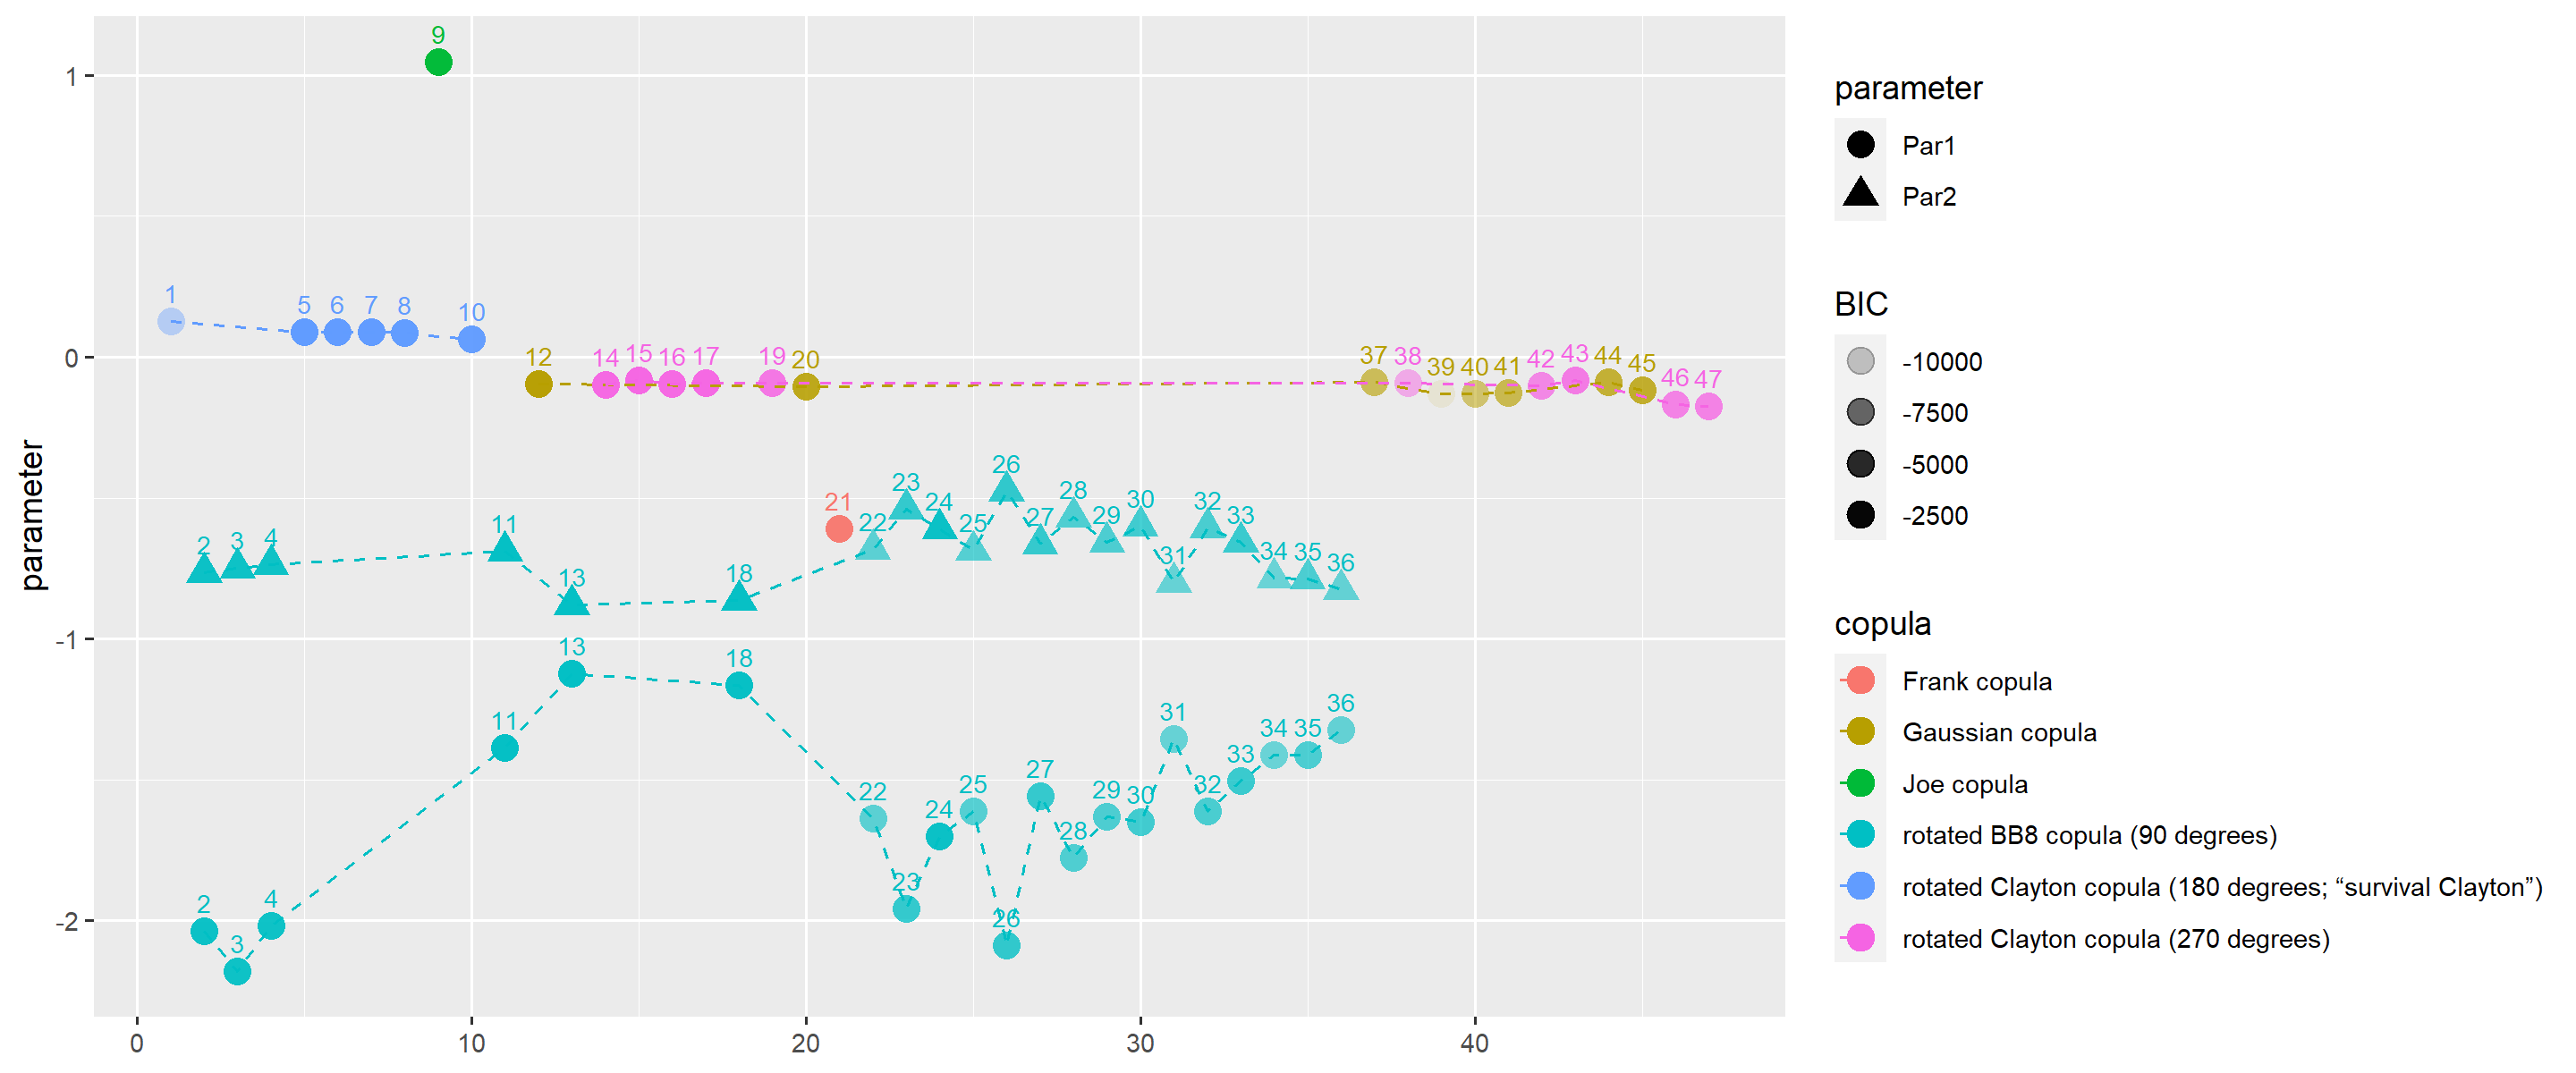 9
1
1
5 6 7 8 10
0
12 14 15 16 17 19 20 37 38 39 40 41 42 43 44 45 46 47
21 22 23 24 25 26 27 28 29 30 31 32 33 34 35 36
2 3 4 11 13 18
-1
13 18
11
22 23 24 25 26 27 28 29 30 31 32 33 34 35 36
2 3 4
-2
0 10 20 30 40
parameter
parameter
Par1
Par2
BIC
-10000
-7500
-5000
-2500
copula
Frank copula
Gaussian copula
Joe copula
rotated BB8 copula (90 degrees)
rotated Clayton copula (180 degrees; “survival Clayton”)
rotated Clayton copula (270 degrees)